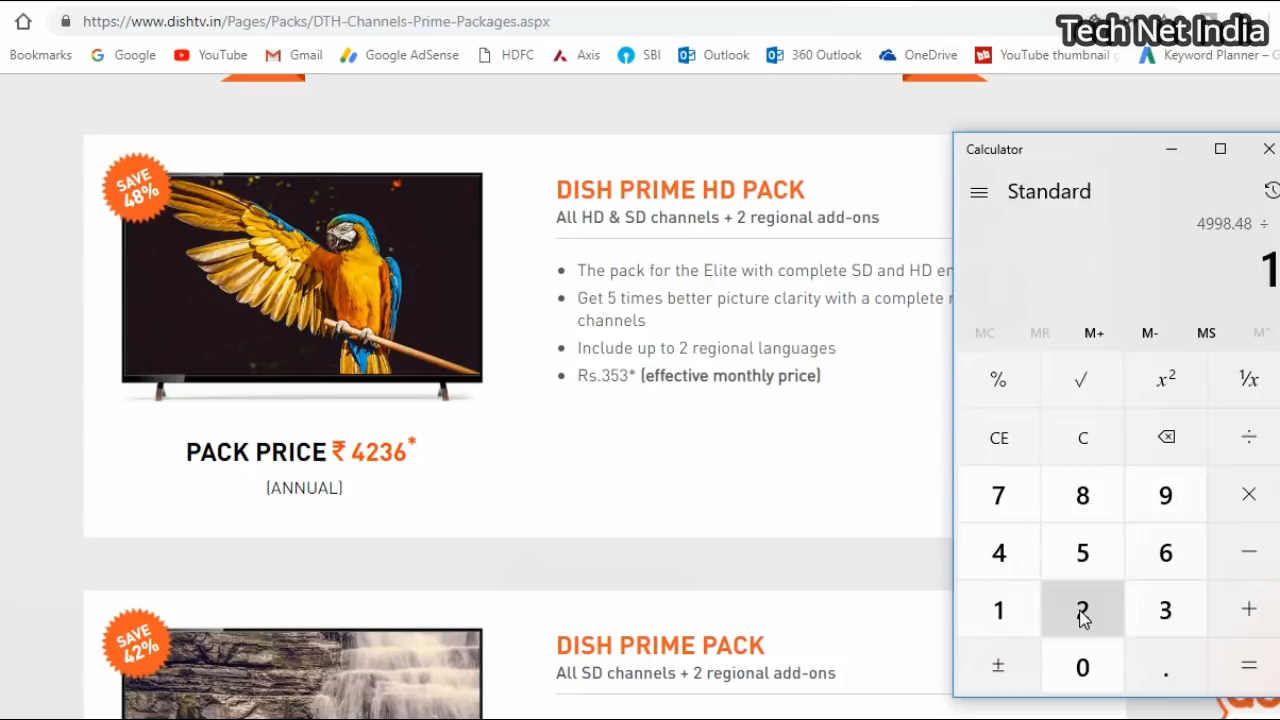 https://www.dishtv.in/Pages/Packs/DTH-Channels-Prime-Packages.aspx
Tech Net India
Bookmarks Google YouTube Gmail Google AdSense HDFC Axis SBI Outlook 360 Outlook OneDrive YouTube thumbnail Keyword Planner – G
SAVE
48%
DISH PRIME HD PACK
All HD & SD channels + 2 regional add-ons
The pack for the Elite with complete SD and HD
Get 5 times better picture clarity with a complete
channels
Include up to 2 regional languages
Rs.353* (effective monthly price)
PACK PRICE ₹ 4236*
(ANNUAL)
SAVE
42%
DISH PRIME PACK
All SD channels + 2 regional add-ons
Calculator
Standard
4998.48 ÷
1
MC MR M+ M- MS
% √ x² ¹/x
CE C ÷
7 8 9 ×
4 5 6 −
1 2 3 +
± 0 . =